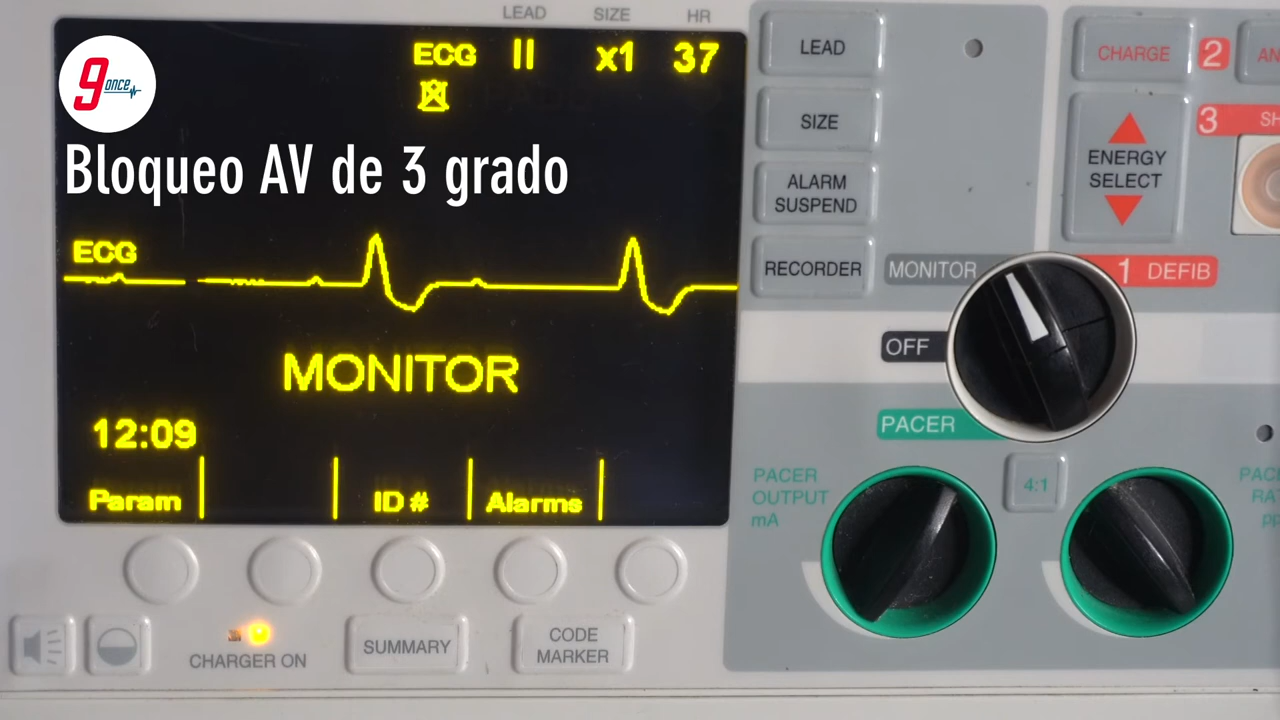 LEAD SIZE HR
ECG II x1 37
9once
Bloqueo AV de 3 grado
ECG
MONITOR
12:09
Param
ID #
Alarms
CHARGER ON
SUMMARY
CODE
MARKER
LEAD
SIZE
ALARM
SUSPEND
RECORDER
CHARGE
2
AN
ENERGY
SELECT
3
SH
MONITOR
1 DEFIB
OFF
PACER
PACER
OUTPUT
mA
4:1